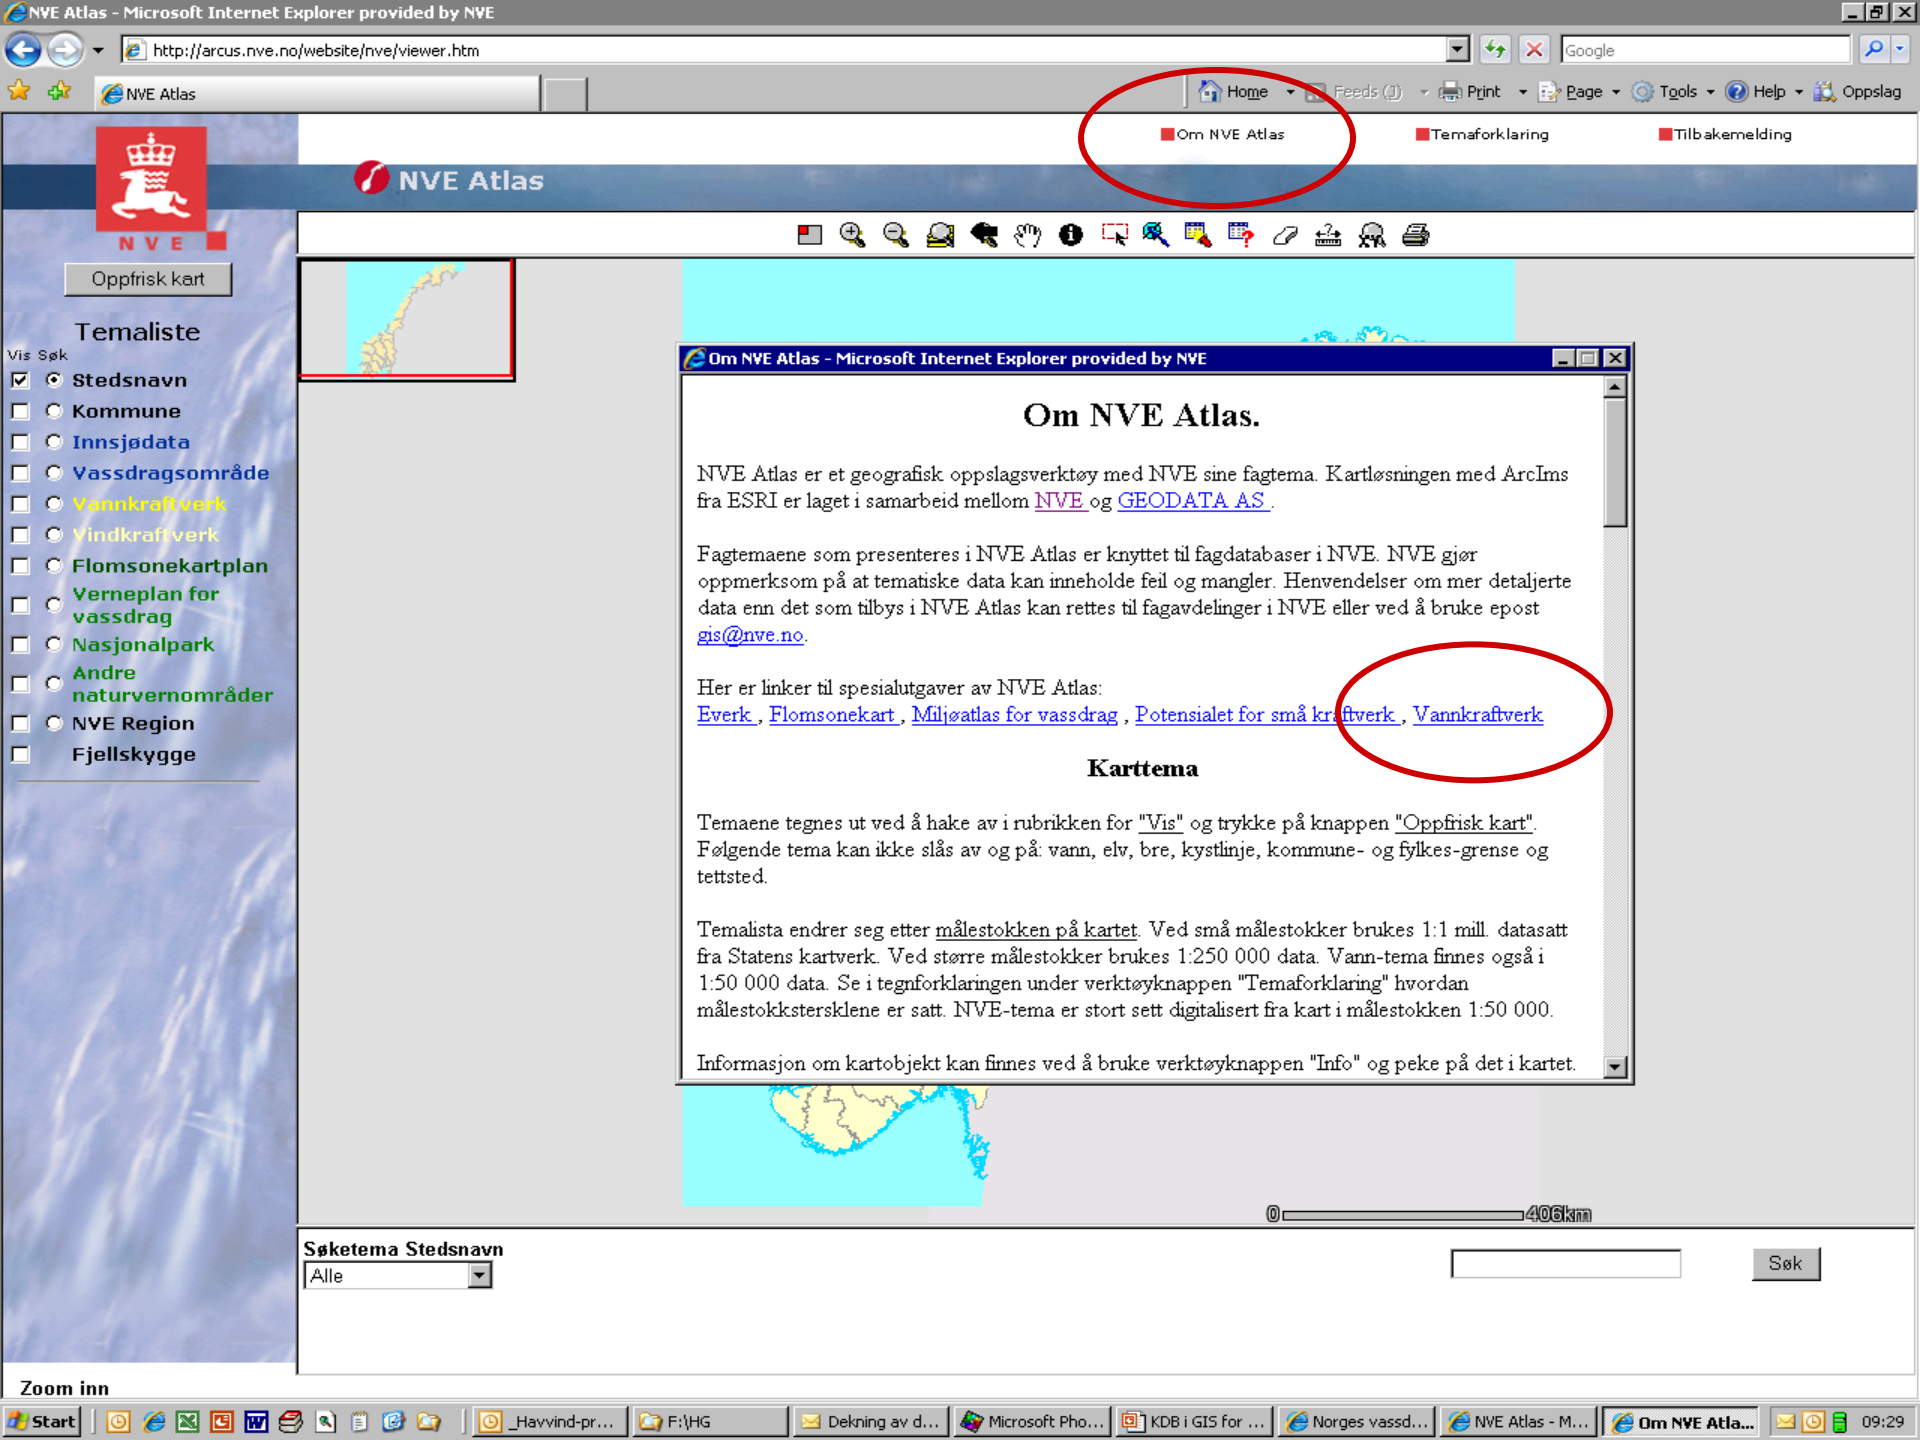 NVE Atlas - Microsoft Internet Explorer provided by NVE
http://arcus.nve.no/website/nve/viewer.htm
Google
NVE Atlas
Home
Feeds (J)
Print
Page
Tools
Help
Oppslag
Om NVE Atlas
Temaforklaring
Tilbakemelding
NVE Atlas
NVE
Oppfrisk kart
Temaliste
Vis Søk
Stedsnavn
Kommune
Innsjødata
Vassdragsområde
Vannkraftverk
Vindkraftverk
Flomsonekartplan
Verneplan for
vassdrag
Nasjonalpark
Andre
naturvernområder
NVE Region
Fjellskygge
Om NVE Atlas - Microsoft Internet Explorer provided by NVE
Om NVE Atlas.
NVE Atlas er et geografisk oppslagsverktøy med NVE sine fagtema. Kartløsningen med ArcIms
fra ESRI er laget i samarbeid mellom NVE og GEODATA AS .
Fagtemaene som presenteres i NVE Atlas er knyttet til fagdatabaser i NVE. NVE gjør
oppmerksom på at tematiske data kan inneholde feil og mangler. Henvendelser om mer detaljerte
data enn det som tilbys i NVE Atlas kan rettes til fagavdelinger i NVE eller ved å bruke epost
gis@nve.no.
Her er linker til spesialutgaver av NVE Atlas:
Everk , Flomsonekart , Miljøatlas for vassdrag , Potensialet for små kraftverk , Vannkraftverk
Karttema
Temaene tegnes ut ved å hake av i rubrikken for "Vis" og trykke på knappen "Oppfrisk kart".
Følgende tema kan ikke slås av og på: vann, elv, bre, kystlinje, kommune- og fylkes-grense og
tettsted.
Temalista endrer seg etter målestokken på kartet. Ved små målestokker brukes 1:1 mill. datasatt
fra Statens kartverk. Ved større målestokker brukes 1:250 000 data. Vann-tema finnes også i
1:50 000 data. Se i tegnforklaringen under verktøyknappen "Temaforklaring" hvordan
målestokkstersklene er satt. NVE-tema er stort sett digitalisert fra kart i målestokken 1:50 000.
Informasjon om kartobjekt kan finnes ved å bruke verktøyknappen "Info" og peke på det i kartet.
0 406km
Søketema Stedsnavn
Alle
Søk
Zoom inn
Start
_Havvind-pr...
F:\HG
Dekning av d...
Microsoft Pho...
KDB i GIS for ...
Norges vassd...
NVE Atlas - M...
Om NVE Atla...
09:29